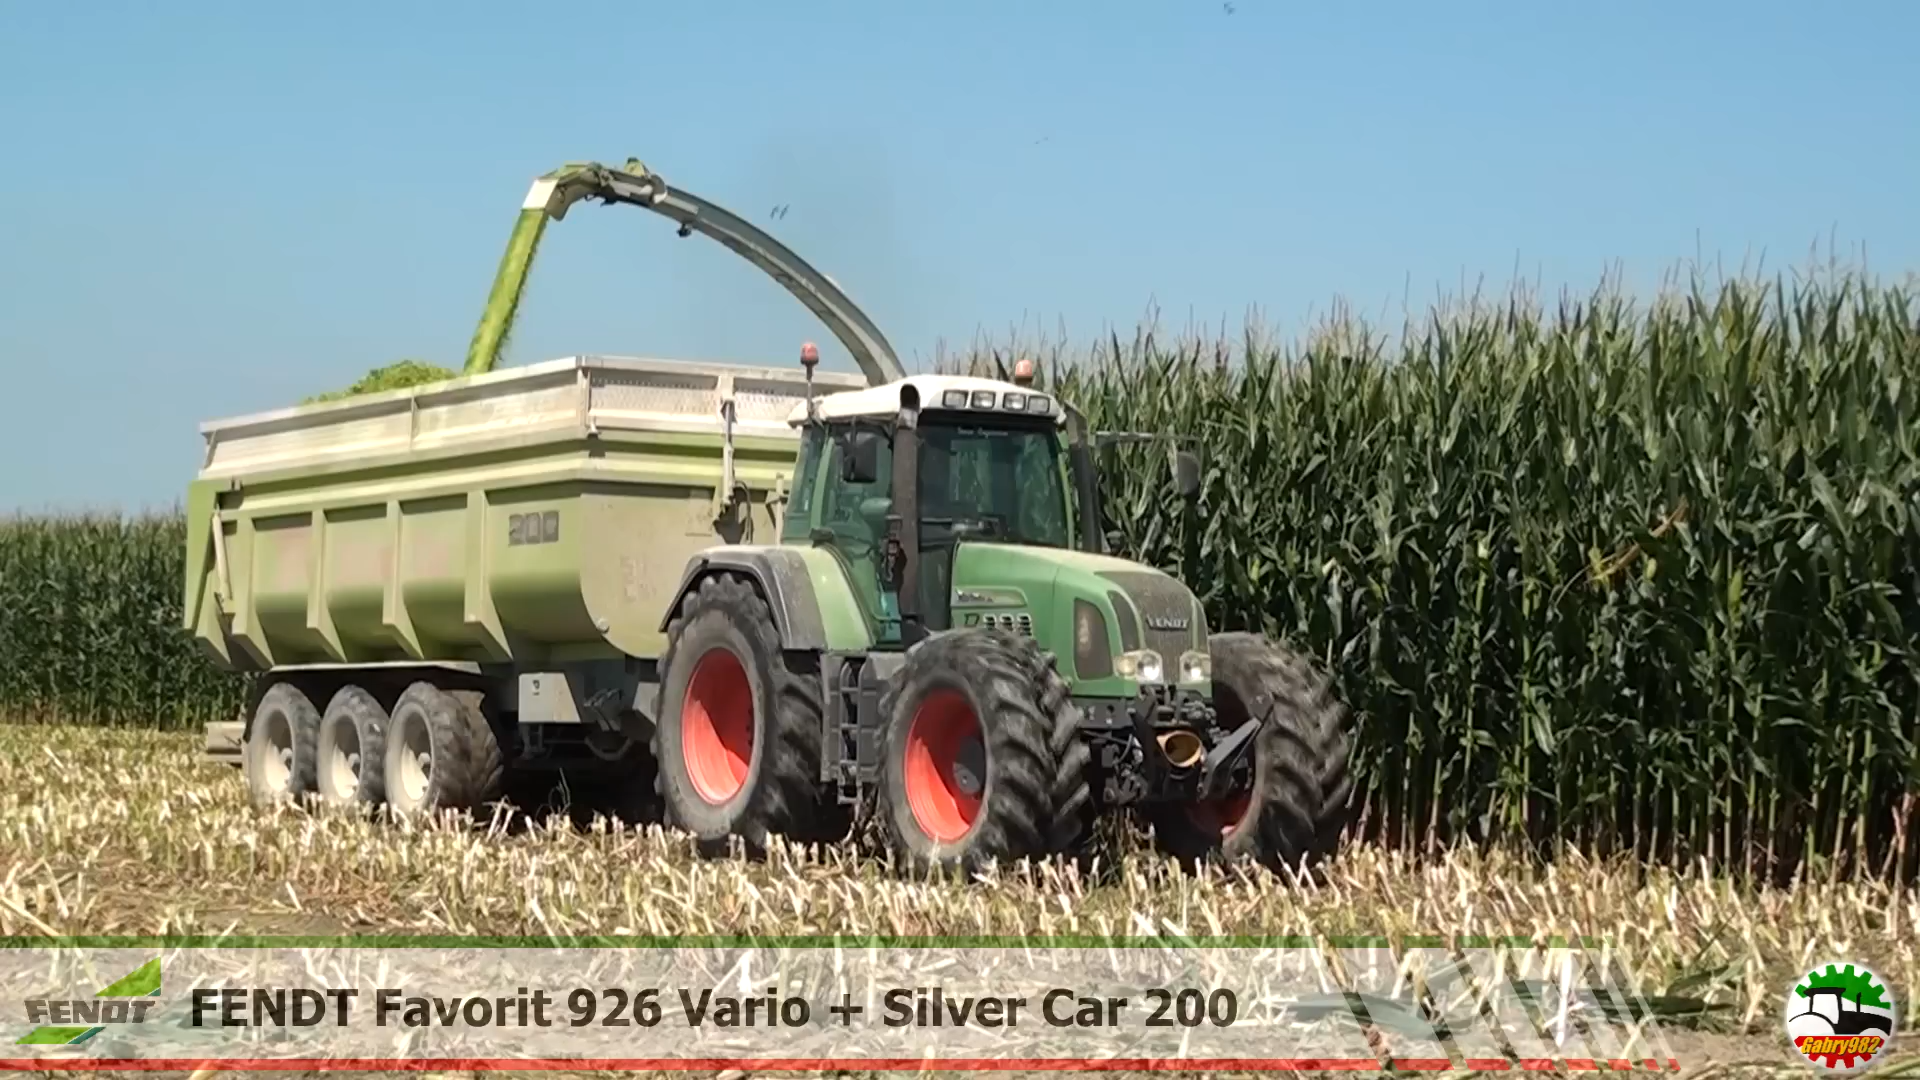 200
FENDT
FENDT
FENDT Favorit 926 Vario + Silver Car 200
Gabry982